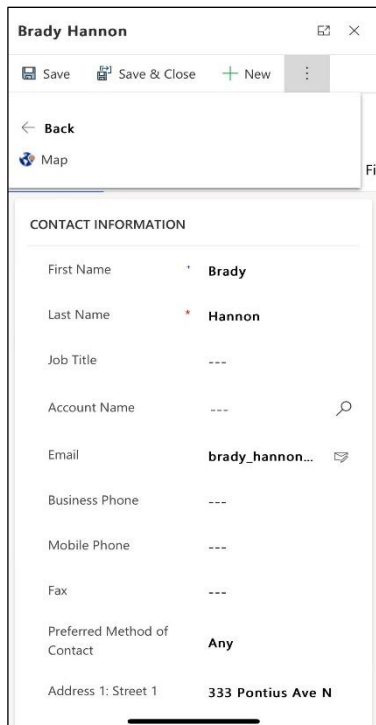 Brady Hannon
Save Save & Close + New
Back
Map
Fi
CONTACT INFORMATION
First Name Brady
Last Name * Hannon
Job Title ---
Account Name ---
Email brady_hannon...
Business Phone ---
Mobile Phone ---
Fax ---
Preferred Method of
Contact Any
Address 1: Street 1 333 Pontius Ave N